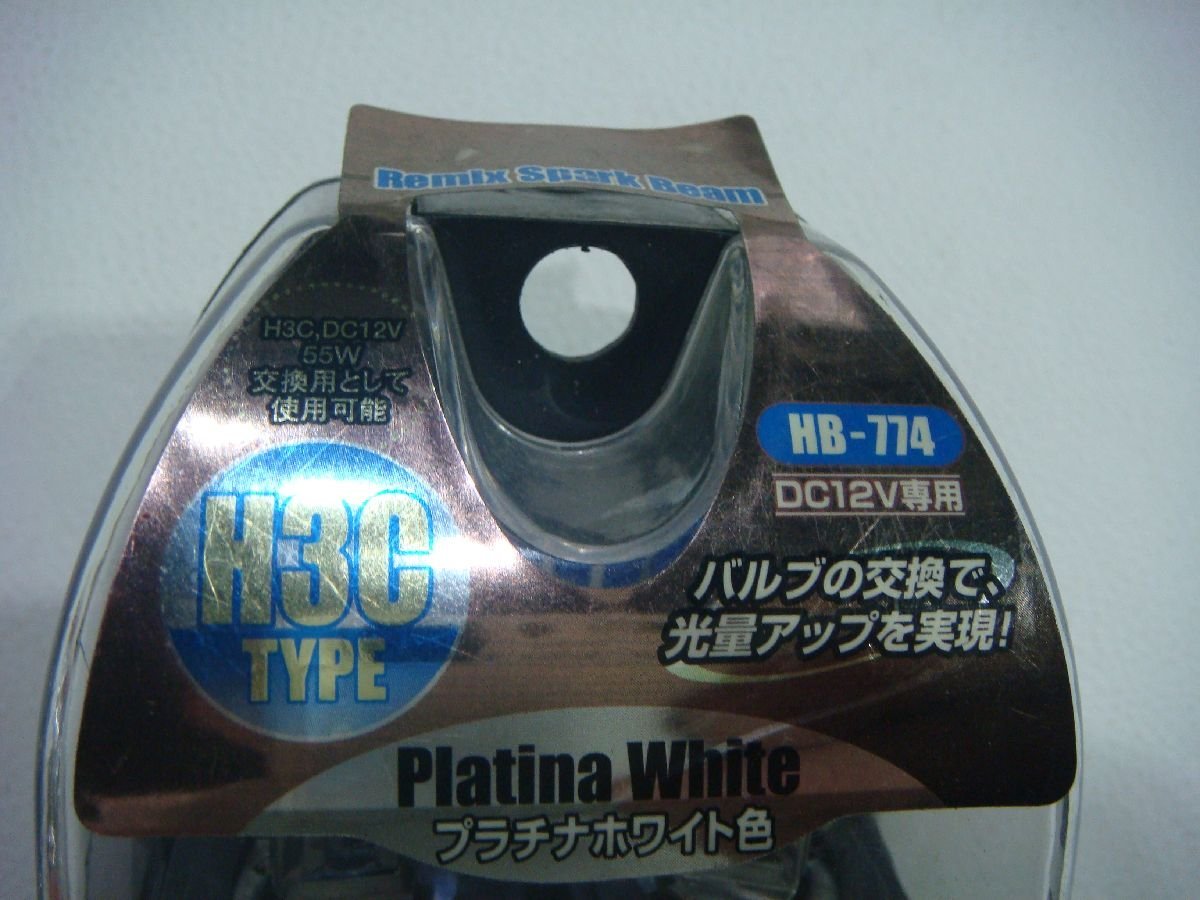 Remix Spark Beam
H3C,DC12V
55W
交換用として
使用可能
H3C
TYPE
HB-774
DC12V専用
バルブの交換で、
光量アップを実現!
Platina White
プラチナホワイト色